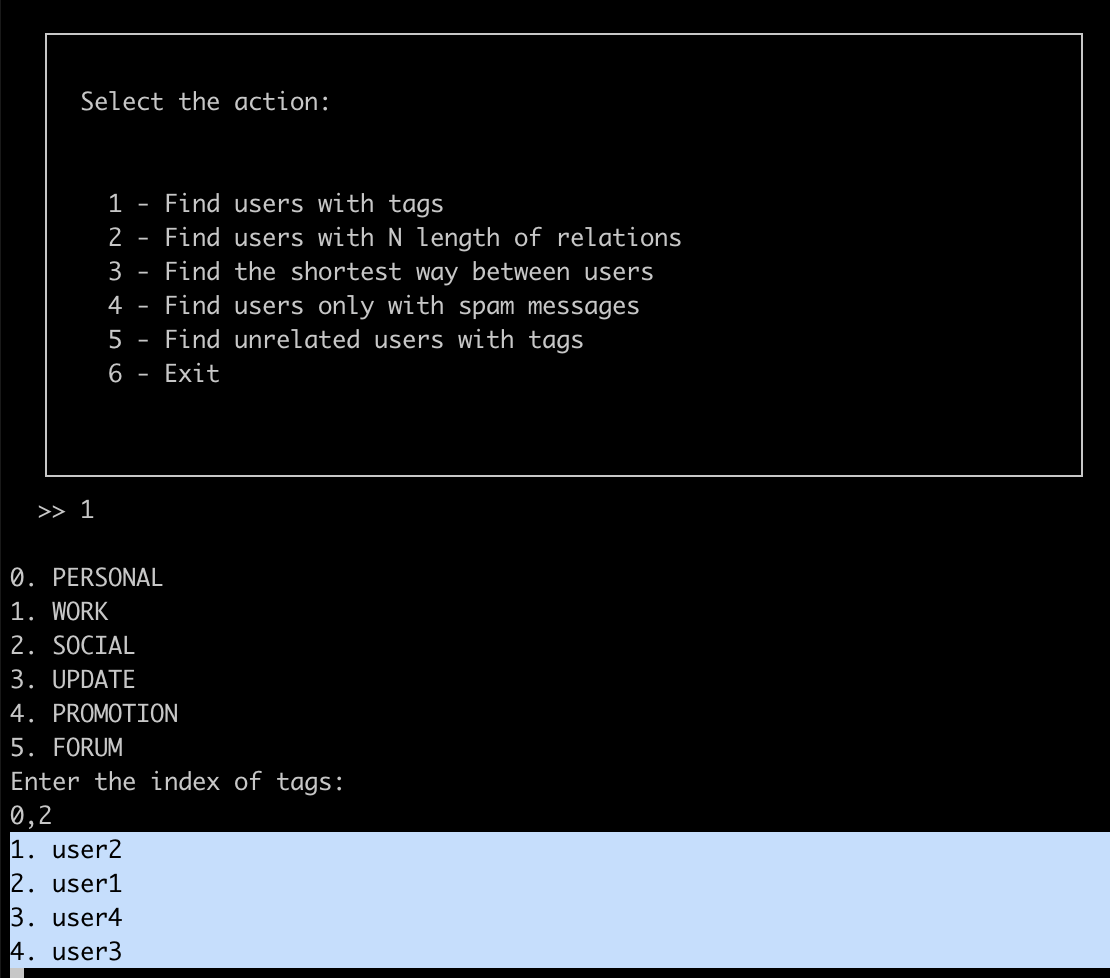 Select the action:
1 - Find users with tags
2 - Find users with N length of relations
3 - Find the shortest way between users
4 - Find users only with spam messages
5 - Find unrelated users with tags
6 - Exit
>> 1
0. PERSONAL
1. WORK
2. SOCIAL
3. UPDATE
4. PROMOTION
5. FORUM
Enter the index of tags:
0,2
1. user2
2. user1
3. user4
4. user3